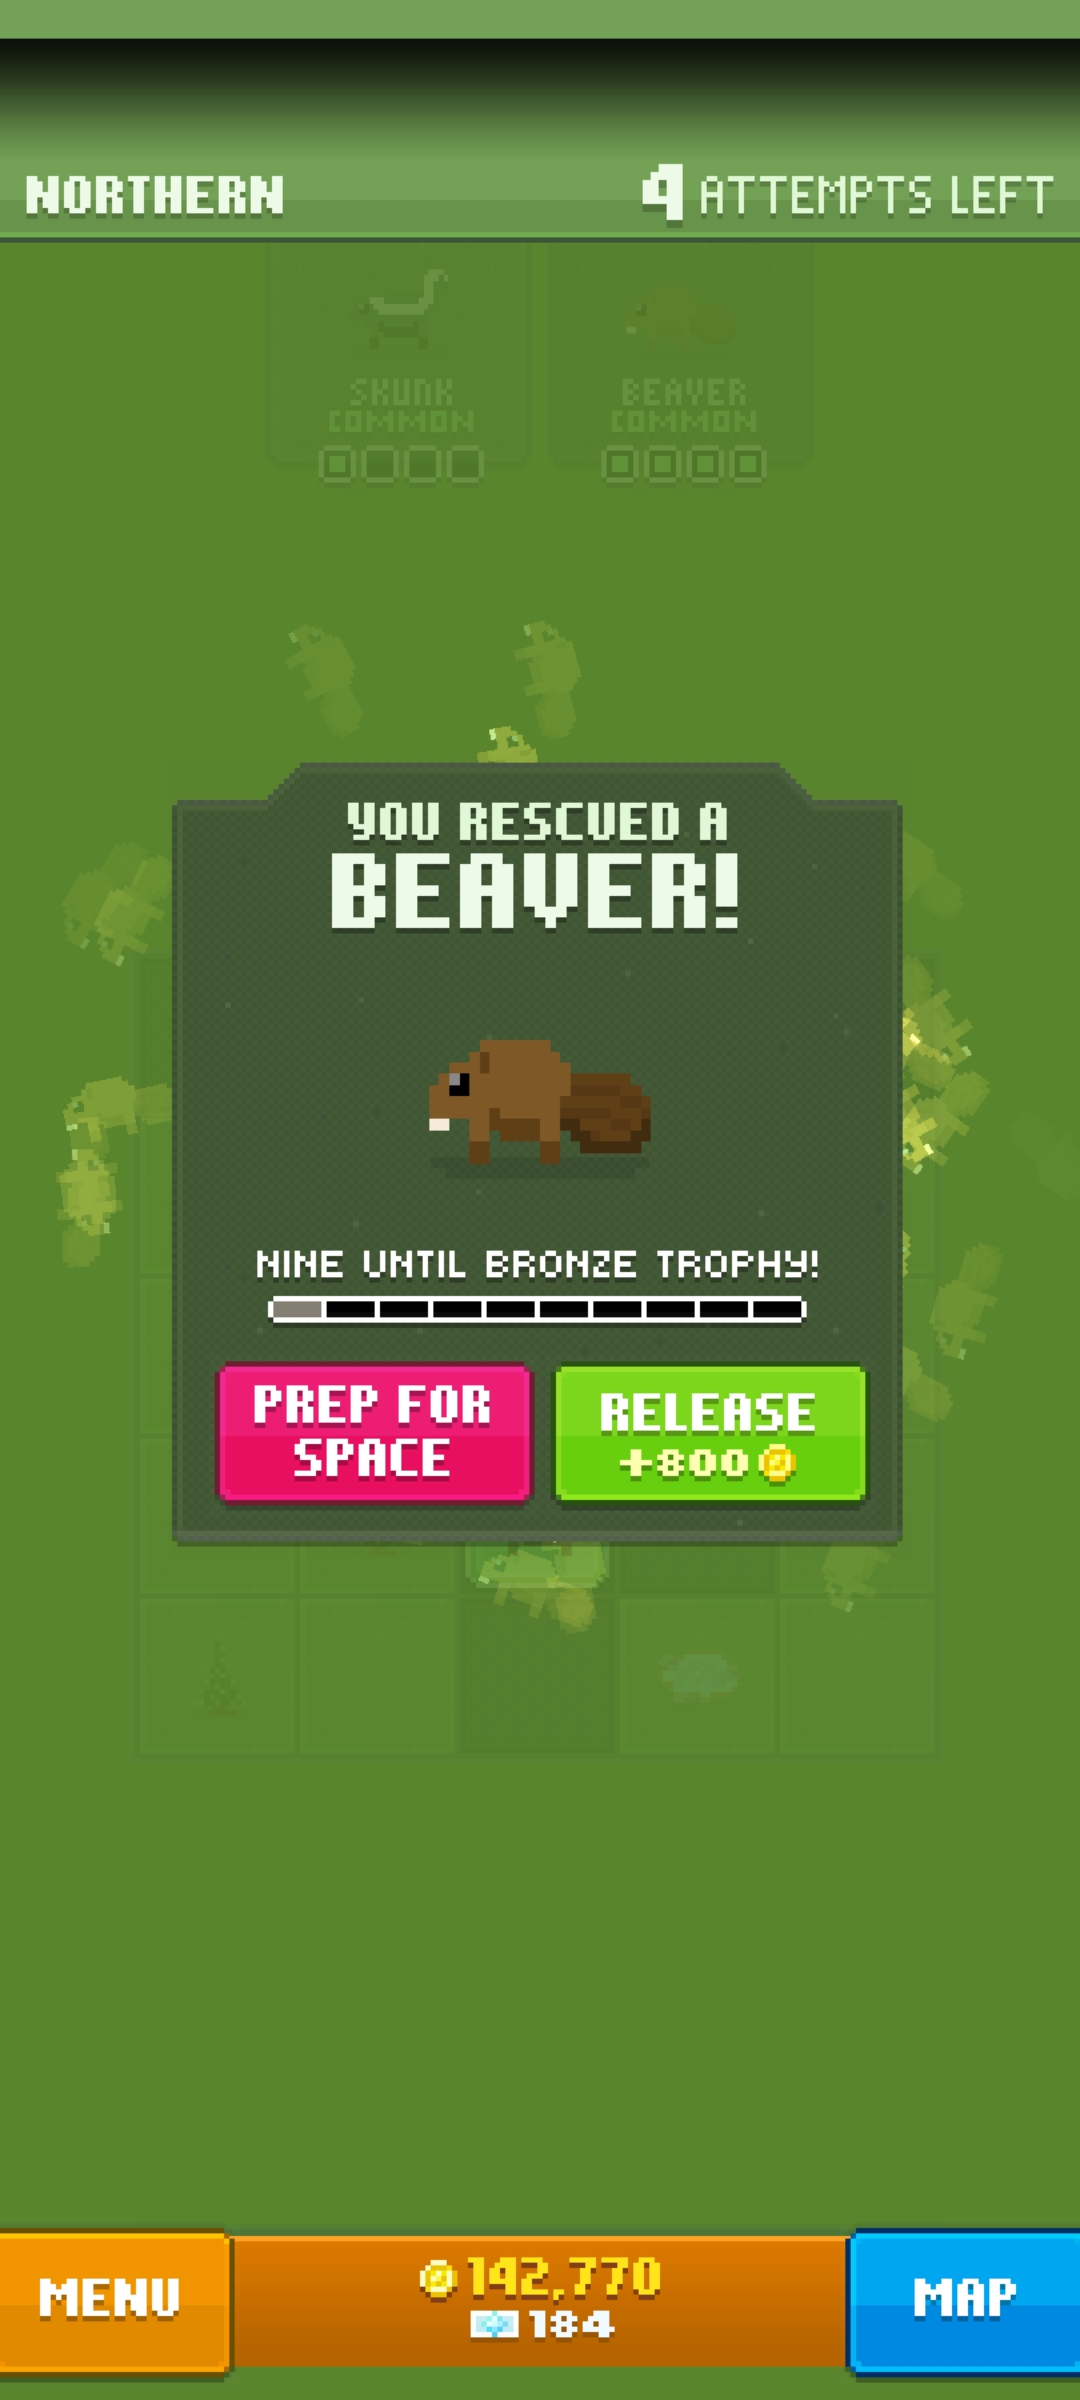 NORTHERN
4 ATTEMPTS LEFT
SKUNK
COMMON
BEAVER
COMMON
YOU RESCUED A
BEAVER!
NINE UNTIL BRONZE TROPHY!
PREP FOR
SPACE
RELEASE
+800
MENU
142,770
184
MAP